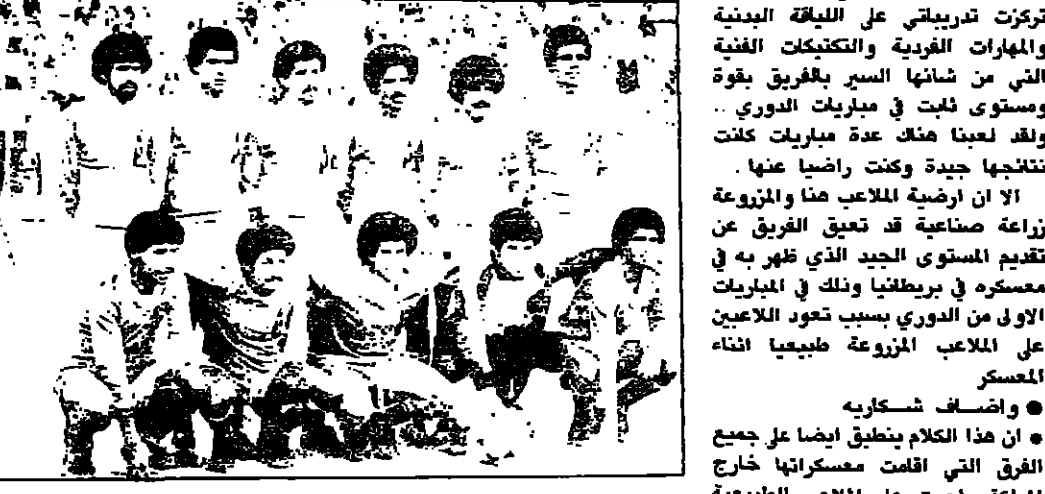 تركزت تدريباتي على اللياقة البدنية
والمهارات الفردية والتكتيكات الفنية
التي من شانها السير بالفريق بقوة
ومستوى ثابت في مباريات الدوري ..
ولقد لعبنا هناك عدة مباريات كانت
نتائجها جيدة وكنت راضيا عنها .
الا ان ارضية الملاعب هنا والمزروعة
زراعة صناعية قد تعيق الفريق عن
تقديم المستوى الجيد الذي ظهر به في
معسكره في بريطانيا وذلك في المباريات
الاولى من الدوري بسبب تعود اللاعبين
على الملاعب المزروعة طبيعيا اثناء
المعسكر
● واضــاف شــكاريه
● ان هذا الكلام ينطبق ايضا على جميع
الفرق التي اقامت معسكراتها خارج
الطبيعية